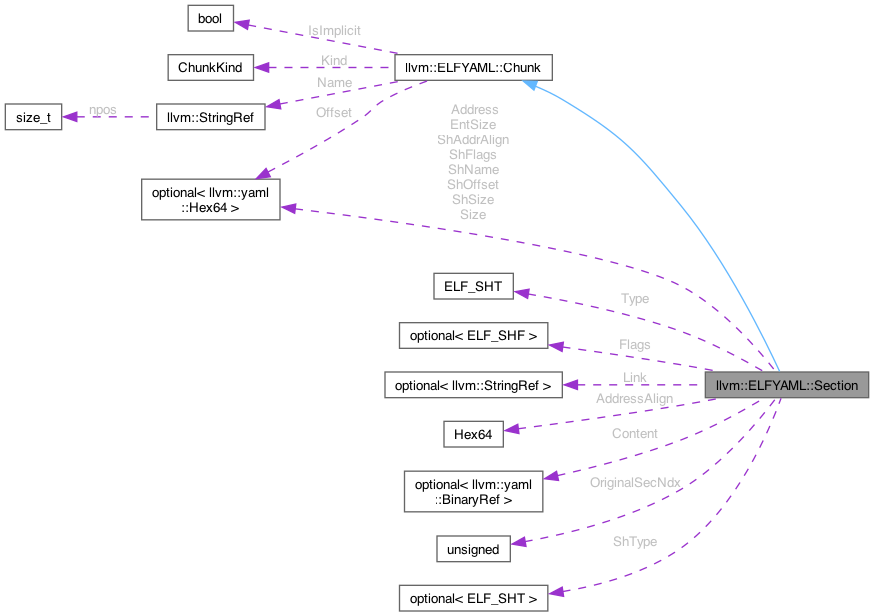 bool
IsImplicit
ChunkKind
Kind
llvm::ELFYAML::Chunk
Name
size_t
npos
llvm::StringRef
Offset
Address
EntSize
ShAddrAlign
ShFlags
ShName
ShOffset
ShSize
Size
optional< llvm::yaml
::Hex64 >
ELF_SHT
Type
optional< ELF_SHF >
Flags
optional< llvm::StringRef >
Link
llvm::ELFYAML::Section
AddressAlign
Hex64
Content
optional< llvm::yaml
::BinaryRef >
OriginalSecNdx
unsigned
ShType
optional< ELF_SHT >